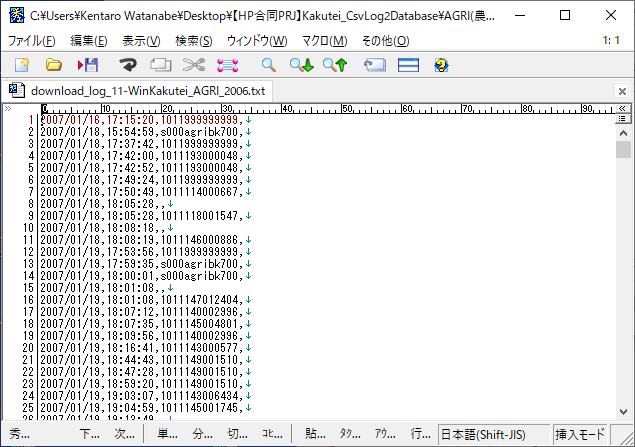 C:¥Users¥Kentaro Watanabe¥Desktop¥【HP合同PRJ】Kakutei_CsvLog2Database¥AGRI(農...
ファイル(F) 編集(E) 表示(V) 検索(S) ウィンドウ(W) マクロ(M) その他(O) 1: 1
download_log_11-WinKakutei_AGRI_2006.txt
0 10 20 30 40 50 60 70 80 90
1 2007/01/16,17:15:20,1011999999999,↓
2 2007/01/18,15:54:59,s000agribk700,↓
3 2007/01/18,17:37:42,1011999999999,↓
4 2007/01/18,17:42:00,1011193000048,↓
5 2007/01/18,17:42:52,1011193000048,↓
6 2007/01/18,17:49:24,1011999999999,↓
7 2007/01/18,17:50:49,1011114000667,↓
8 2007/01/18,18:05:28,,↓
9 2007/01/18,18:05:28,1011118001547,↓
10 2007/01/18,18:08:18,,↓
11 2007/01/18,18:08:19,1011146000886,↓
12 2007/01/19,17:53:56,1011999999999,↓
13 2007/01/19,17:59:35,s000agribk700,↓
14 2007/01/19,18:00:01,s000agribk700,↓
15 2007/01/19,18:01:08,,↓
16 2007/01/19,18:01:08,1011147012404,↓
17 2007/01/19,18:07:12,1011140002996,↓
18 2007/01/19,18:07:35,1011145004801,↓
19 2007/01/19,18:09:56,1011140002996,↓
20 2007/01/19,18:16:41,1011143000577,↓
21 2007/01/19,18:44:43,1011149001510,↓
22 2007/01/19,18:47:28,1011149001510,↓
23 2007/01/19,18:59:20,1011149001510,↓
24 2007/01/19,19:03:07,1011143006434,↓
25 2007/01/19,19:04:59,1011145001745,↓
秀... 下... 次... 単... 分... 切... ｺﾋ... 貼... ﾀｸ... ｱｳ... 行... 日本語(Shift-JIS) 挿入モード